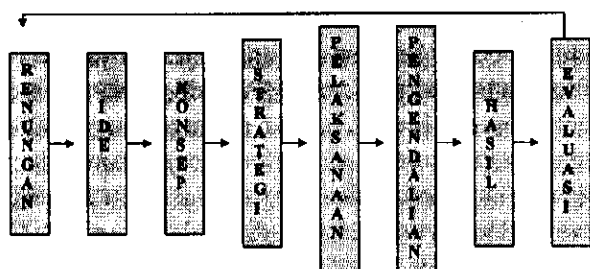 RENUNGAN
IDE
KONSEP
STRATEGI
PELAKSANAAN
PENGENDALIAN
HASIL
EVALUASI